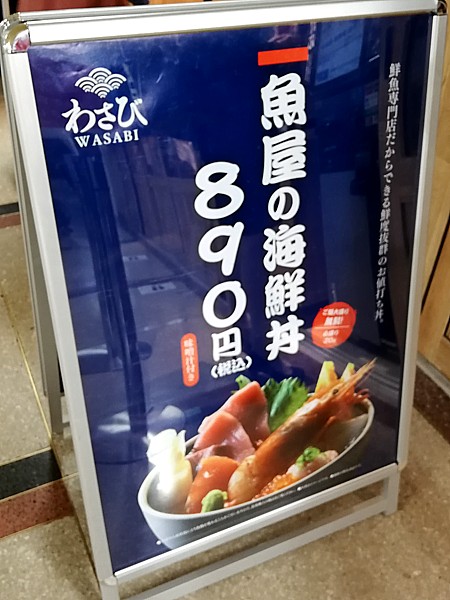 鮮魚専門店だからできる鮮度抜群のお値打ち丼。
魚屋の海鮮丼
890円
(税込)
味噌汁付き
わさび
WASABI
ご飯大盛り
無料!